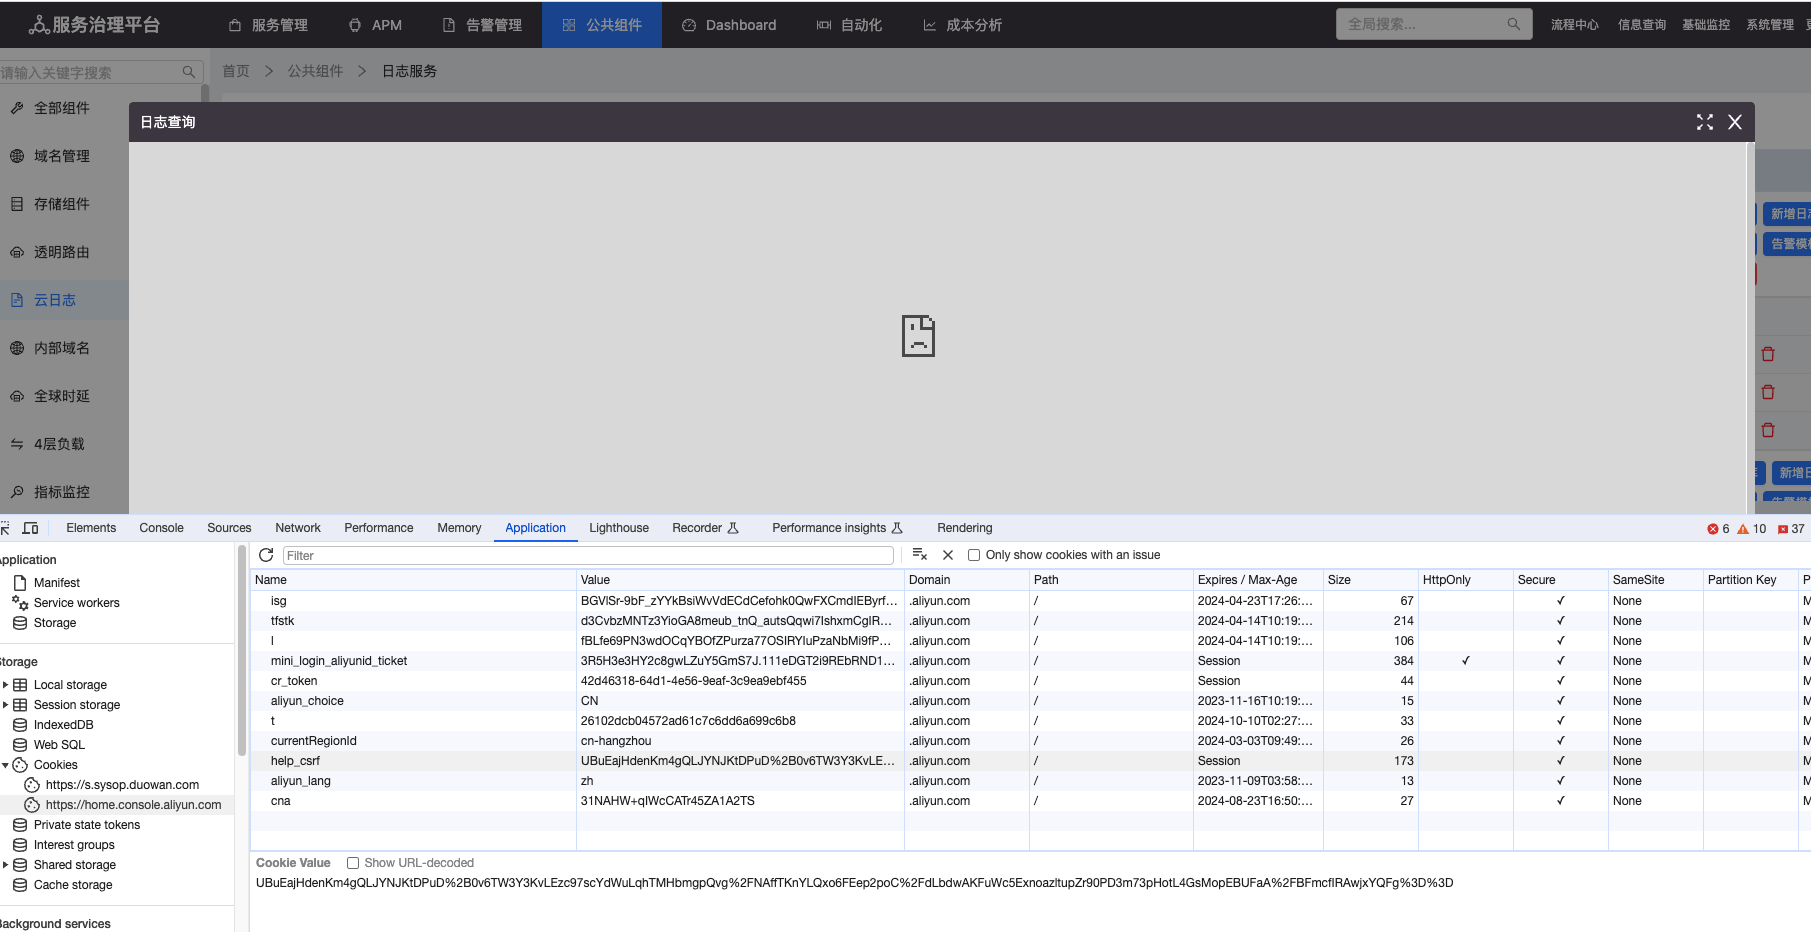 服务治理平台 服务管理 APM 告警管理 公共组件 Dashboard 自动化 成本分析 全局搜索... 流程中心 信息查询 基础监控 系统管理
请输入关键字搜索 首页 > 公共组件 > 日志服务
全部组件
日志查询
域名管理
存储组件
新增日志
告警模板
透明路由
云日志
内部域名
全球时延
4层负载
指标监控
新增日
Elements Console Sources Network Performance Memory Application Lighthouse Recorder Performance insights Rendering 6 10 37
Application
Manifest
Service workers
Storage
Storage
Local storage
Session storage
IndexedDB
Web SQL
Cookies
https://s.sysop.duowan.com
https://home.console.aliyun.com
Private state tokens
Interest groups
Shared storage
Cache storage
Background services
Filter Only show cookies with an issue
Name Value Domain Path Expires / Max-Age Size HttpOnly Secure SameSite Partition Key P
isg BGVlSr-9bF_zYYkBsiWvVdECdCefohk0QwFXCmdIEByrf... .aliyun.com / 2024-04-23T17:26:... 67 ✓ None M
tfstk d3CvbzMNTz3YioGA8meub_tnQ_autsQqwi7IshxmCglR... .aliyun.com / 2024-04-14T10:19:... 214 ✓ None M
l fBLfe69PN3wdOCqYBOfZPurza77OSIRYIuPzaNbMi9fP... .aliyun.com / 2024-04-14T10:19:... 106 ✓ None M
mini_login_aliyunid_ticket 3R5H3e3HY2c8gwLZuY5GmS7J.111eDGT2i9REbRND1... .aliyun.com / Session 384 ✓ ✓ None M
cr_token 42d46318-64d1-4e56-9eaf-3c9ea9ebf455 .aliyun.com / Session 44 ✓ None M
aliyun_choice CN .aliyun.com / 2023-11-16T10:19:... 15 ✓ None M
t 26102dcb04572ad61c7c6dd6a699c6b8 .aliyun.com / 2024-10-10T02:27:... 33 ✓ None M
currentRegionId cn-hangzhou .aliyun.com / 2024-03-03T09:49:... 26 ✓ None M
help_csrf UBuEajHdenKm4gQLJYNJKtDPuD%2B0v6TW3Y3KvLE... .aliyun.com / Session 173 ✓ None M
aliyun_lang zh .aliyun.com / 2023-11-09T03:58:... 13 ✓ None M
cna 31NAHW+qIWcCATr45ZA1A2TS .aliyun.com / 2024-08-23T16:50:... 27 ✓ None M
Cookie Value Show URL-decoded
UBuEajHdenKm4gQLJYNJKtDPuD%2B0v6TW3Y3KvLEzc97scYdWuLqhTMHbmgpQvg%2FNAffTKnYLQxo6FEep2poC%2FdLbdwAKFuWc5ExnoazltupZr90PD3m73pHotL4GsMopEBUFaA%2FBFmcflRAwjxYQFg%3D%3D